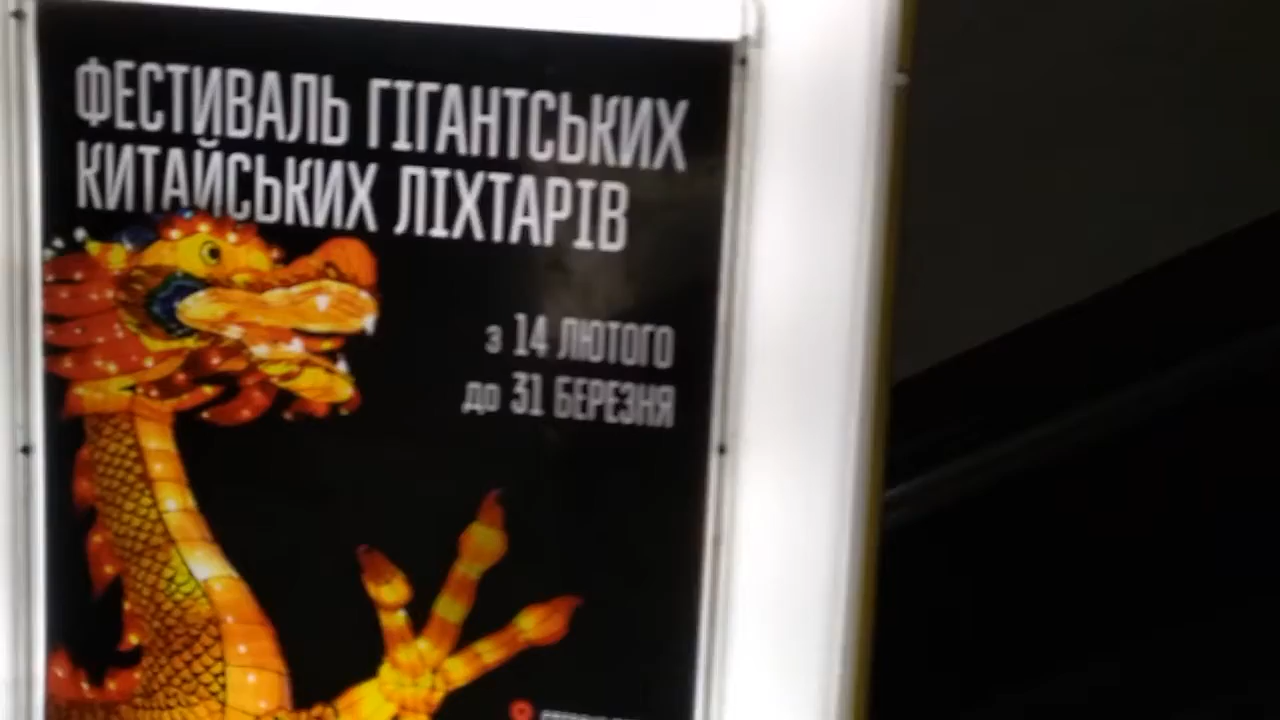 ФЕСТИВАЛЬ ГІГАНТСЬКИХ
КИТАЙСЬКИХ ЛІХТАРІВ
з 14 ЛЮТОГО
до 31 БЕРЕЗНЯ